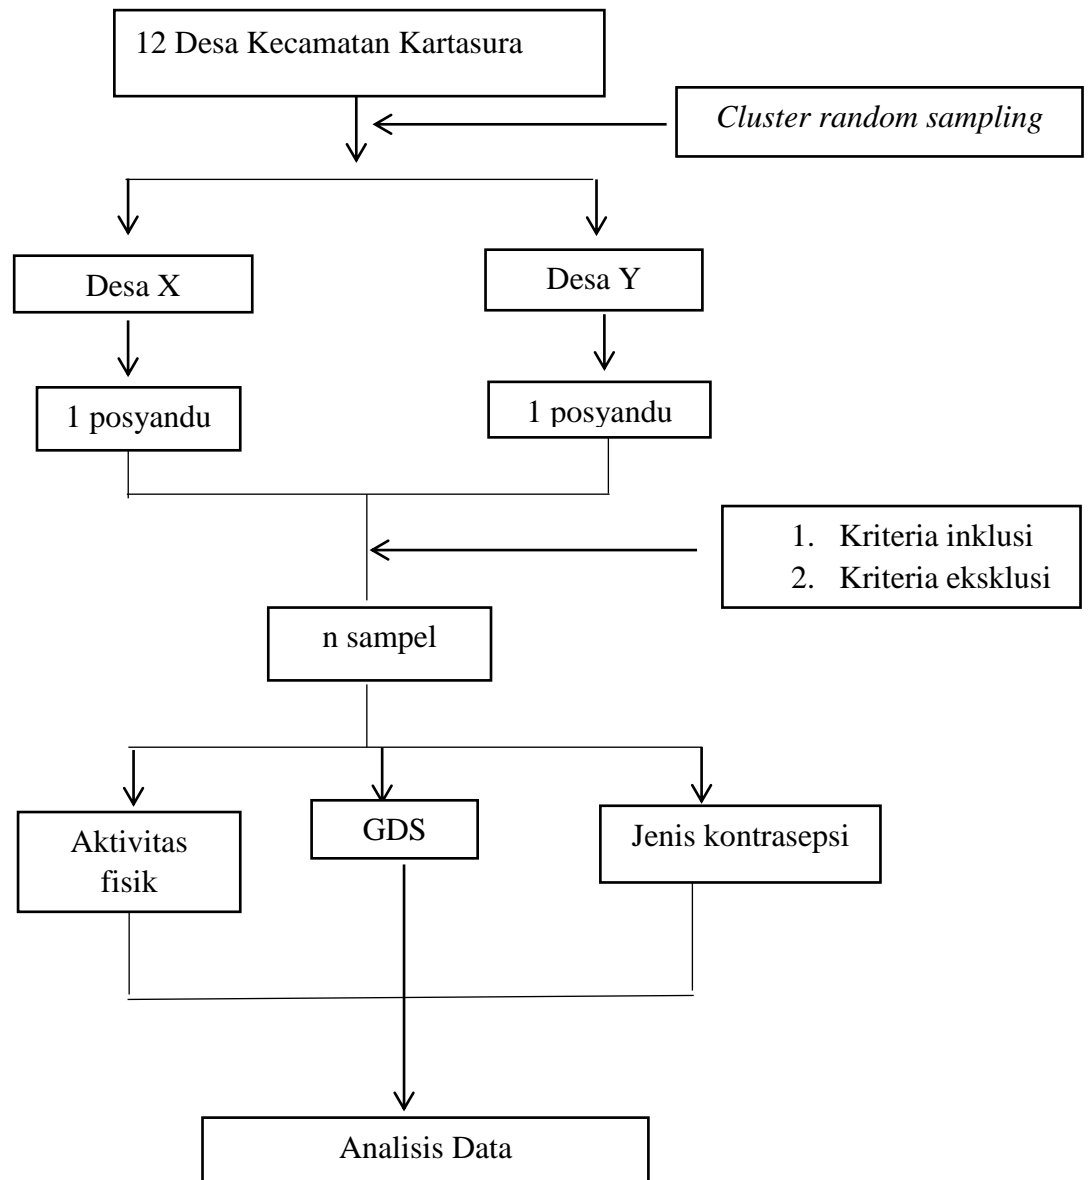 12 Desa Kecamatan Kartasura
Cluster random sampling
Desa X
Desa Y
1 posyandu
1 posyandu
1. Kriteria inklusi
2. Kriteria eksklusi
n sampel
Aktivitas
fisik
GDS
Jenis kontrasepsi
Analisis Data